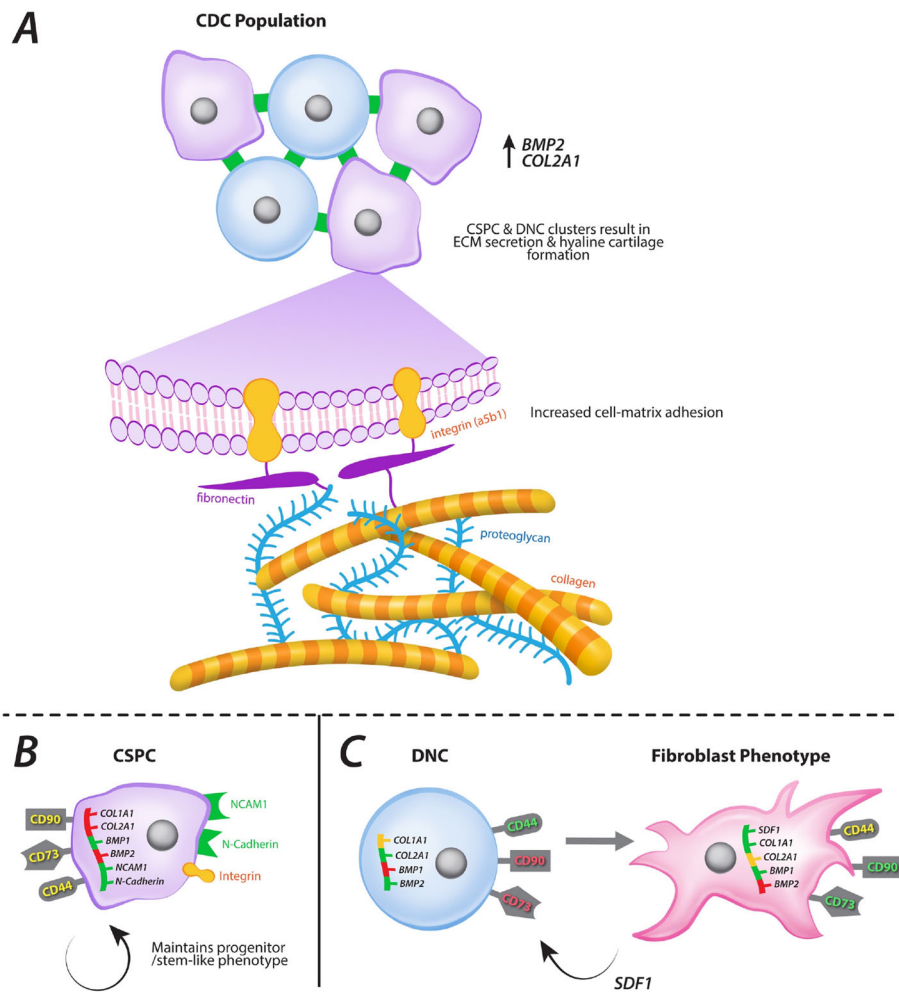 A
CDC Population
BMP2
COL2A1
CSPC & DNC clusters result in
ECM secretion & hyaline cartilage
formation
Increased cell-matrix adhesion
integrin (a5b1)
fibronectin
proteoglycan
collagen
B
CSPC
CD90
CD73
CD44
COL1A1
COL2A1
BMP1
BMP2
NCAM1
N-Cadherin
NCAM1
N-Cadherin
Integrin
Maintains progenitor
/stem-like phenotype
C
DNC
COL1A1
COL2A1
BMP1
BMP2
CD44
CD90
CD73
Fibroblast Phenotype
SDF1
COL1A1
COL2A1
BMP1
BMP2
CD44
CD90
CD73
SDF1